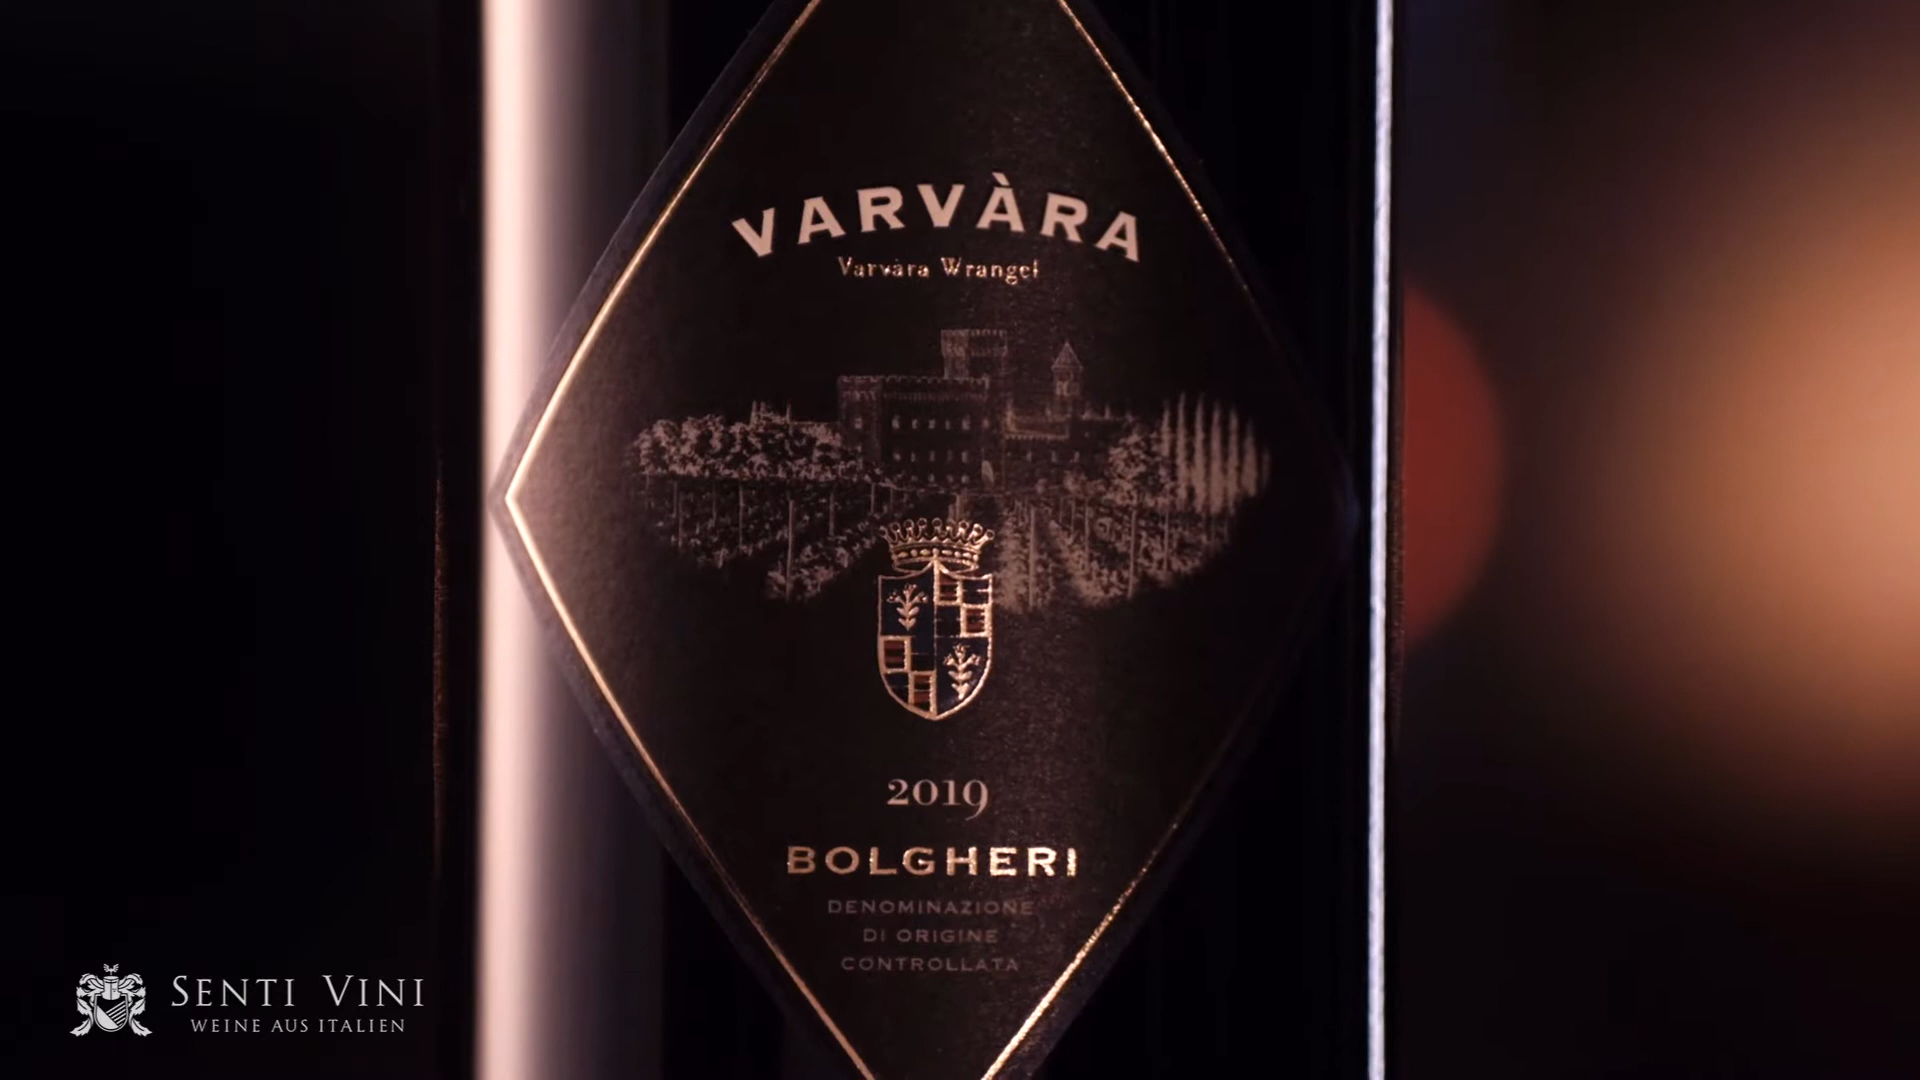 VARVÀRA
Varvàra Wrangel
2019
BOLGHERI
DENOMINAZIONE
DI ORIGINE
CONTROLLATA
SENTI VINI
WEINE AUS ITALIEN